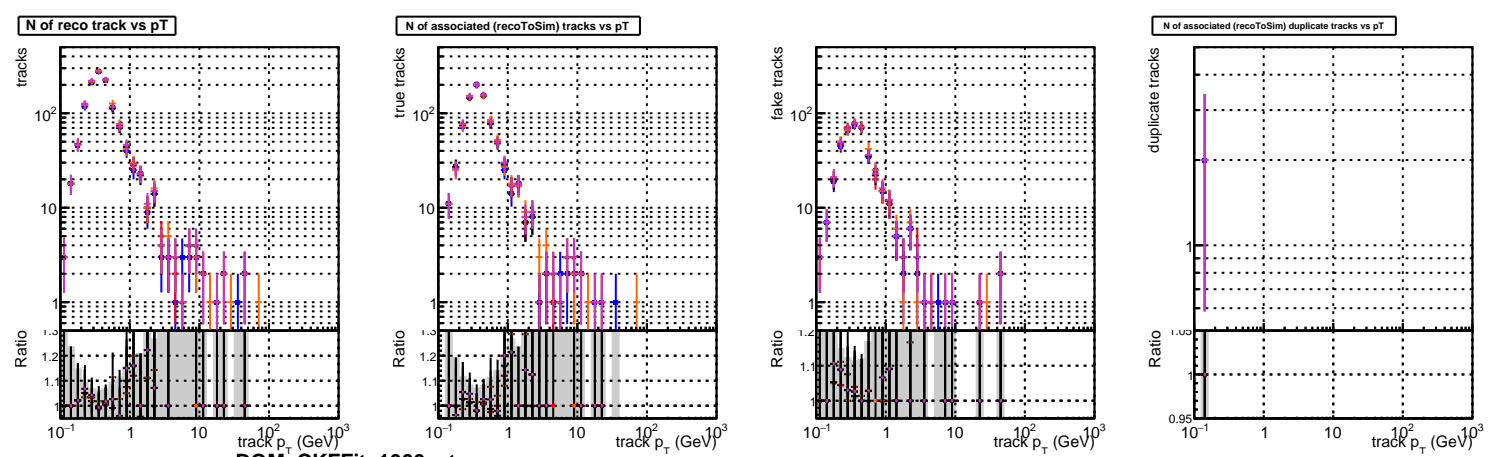 N of reco track vs pT
N of associated (recoToSim) tracks vs pT
N of associated (recoToSim) duplicate tracks vs pT
tracks
10²
10
1
Ratio
1.3
1.2
1.1
1
10⁻¹ 1 10 10² 10³
track p_T (GeV)
true tracks
10²
10
1
Ratio
1.3
1.2
1.1
1
10⁻¹ 1 10 10² 10³
track p_T (GeV)
fake tracks
10²
10
1
Ratio
1.2
1.1
1
10⁻¹ 1 10 10² 10³
track p_T (GeV)
duplicate tracks
1
Ratio
1.05
1
0.95
10⁻¹ 1 10 10² 10³
track p_T (GeV)